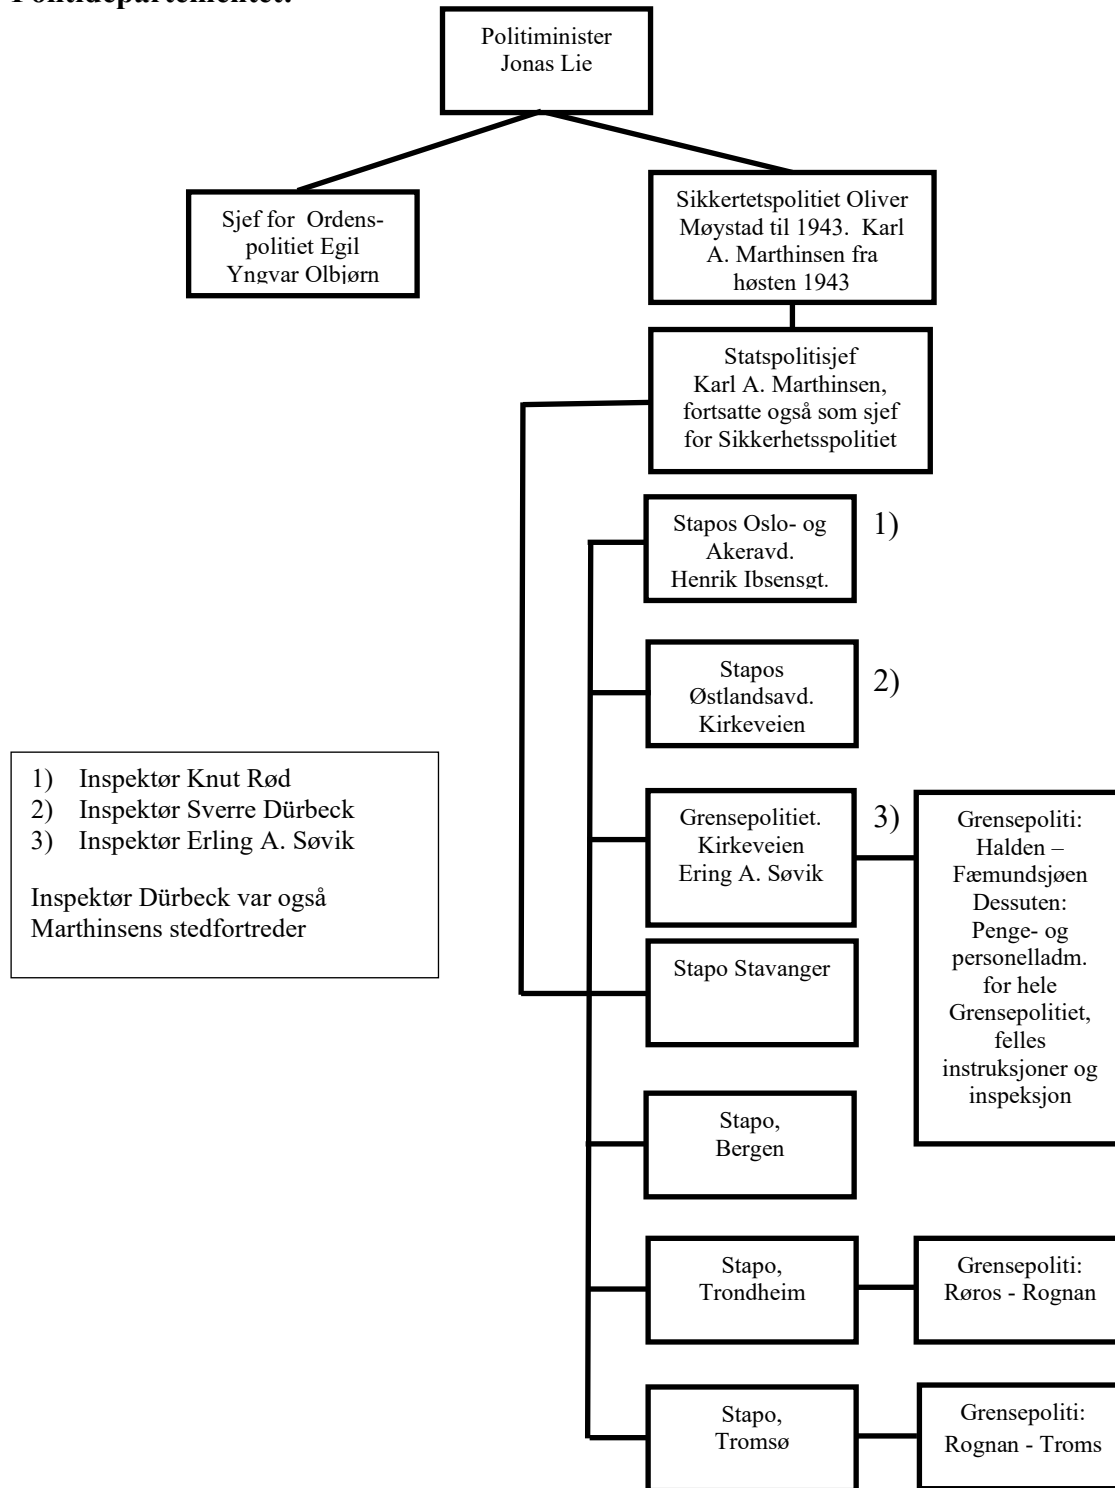 Politidepartementet.
Politiminister
Jonas Lie
Sjef for Ordens-
politiet Egil
Yngvar Olbjørn
Sikkertetspolitiet Oliver
Møystad til 1943. Karl
A. Marthinsen fra
høsten 1943
Statspolitisjef
Karl A. Marthinsen,
fortsatte også som sjef
for Sikkerhetsspolitiet
Stapos Oslo- og
Akeravd.
Henrik Ibsensgt.
1)
Stapos
Østlandsavd.
Kirkeveien
2)
1) Inspektør Knut Rød
2) Inspektør Sverre Dürbeck
3) Inspektør Erling A. Søvik
Inspektør Dürbeck var også
Marthinsens stedfortreder
Grensepolitiet.
Kirkeveien
Ering A. Søvik
3)
Grensepoliti:
Halden –
Fæmundsjøen
Dessuten:
Penge- og
personelladm.
for hele
Grensepolitiet,
felles
instruksjoner og
inspeksjon
Stapo Stavanger
Stapo,
Bergen
Stapo,
Trondheim
Grensepoliti:
Røros - Rognan
Stapo,
Tromsø
Grensepoliti:
Rognan - Troms